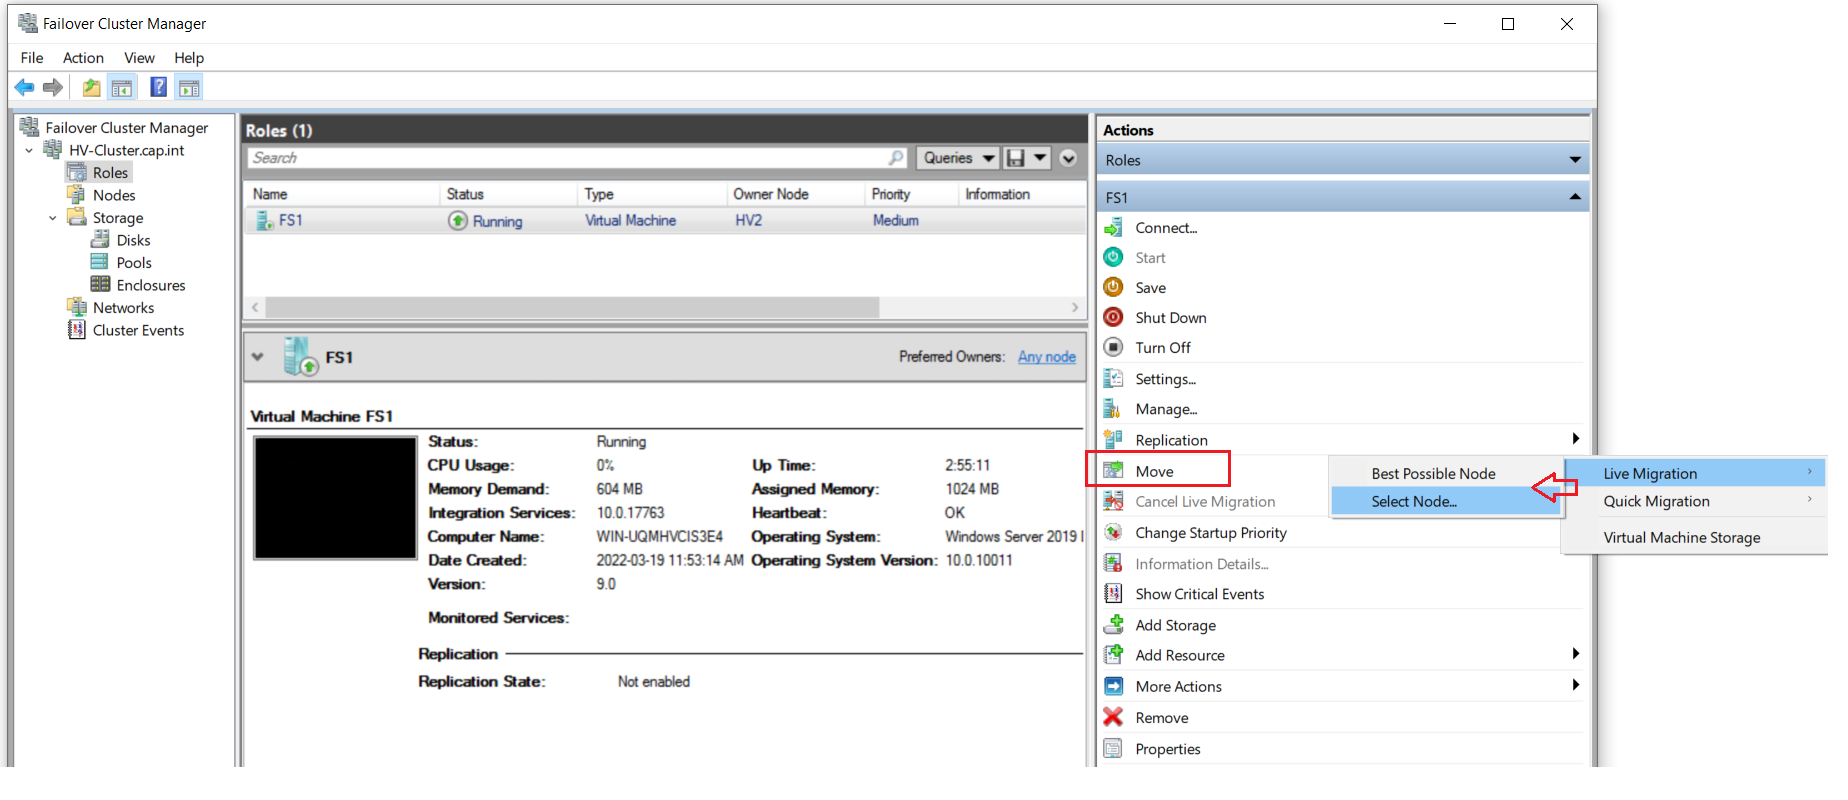 Failover Cluster Manager
File Action View Help
Failover Cluster Manager
HV-Cluster.cap.int
Roles
Nodes
Storage
Disks
Pools
Enclosures
Networks
Cluster Events
Roles (1)
Search
Queries
Name Status Type Owner Node Priority Information
FS1 Running Virtual Machine HV2 Medium
FS1
Preferred Owners: Any node
Virtual Machine FS1
Status: Running
CPU Usage: 0% Up Time: 2:55:11
Memory Demand: 604 MB Assigned Memory: 1024 MB
Integration Services: 10.0.17763 Heartbeat: OK
Computer Name: WIN-UQMHVCIS3E4 Operating System: Windows Server 2019
Date Created: 2022-03-19 11:53:14 AM Operating System Version: 10.0.10011
Version: 9.0
Monitored Services:
Replication
Replication State: Not enabled
Actions
Roles
FS1
Connect...
Start
Save
Shut Down
Turn Off
Settings...
Manage...
Replication
Move
Cancel Live Migration
Change Startup Priority
Information Details...
Show Critical Events
Add Storage
Add Resource
More Actions
Remove
Properties
Live Migration
Quick Migration
Virtual Machine Storage
Best Possible Node
Select Node...